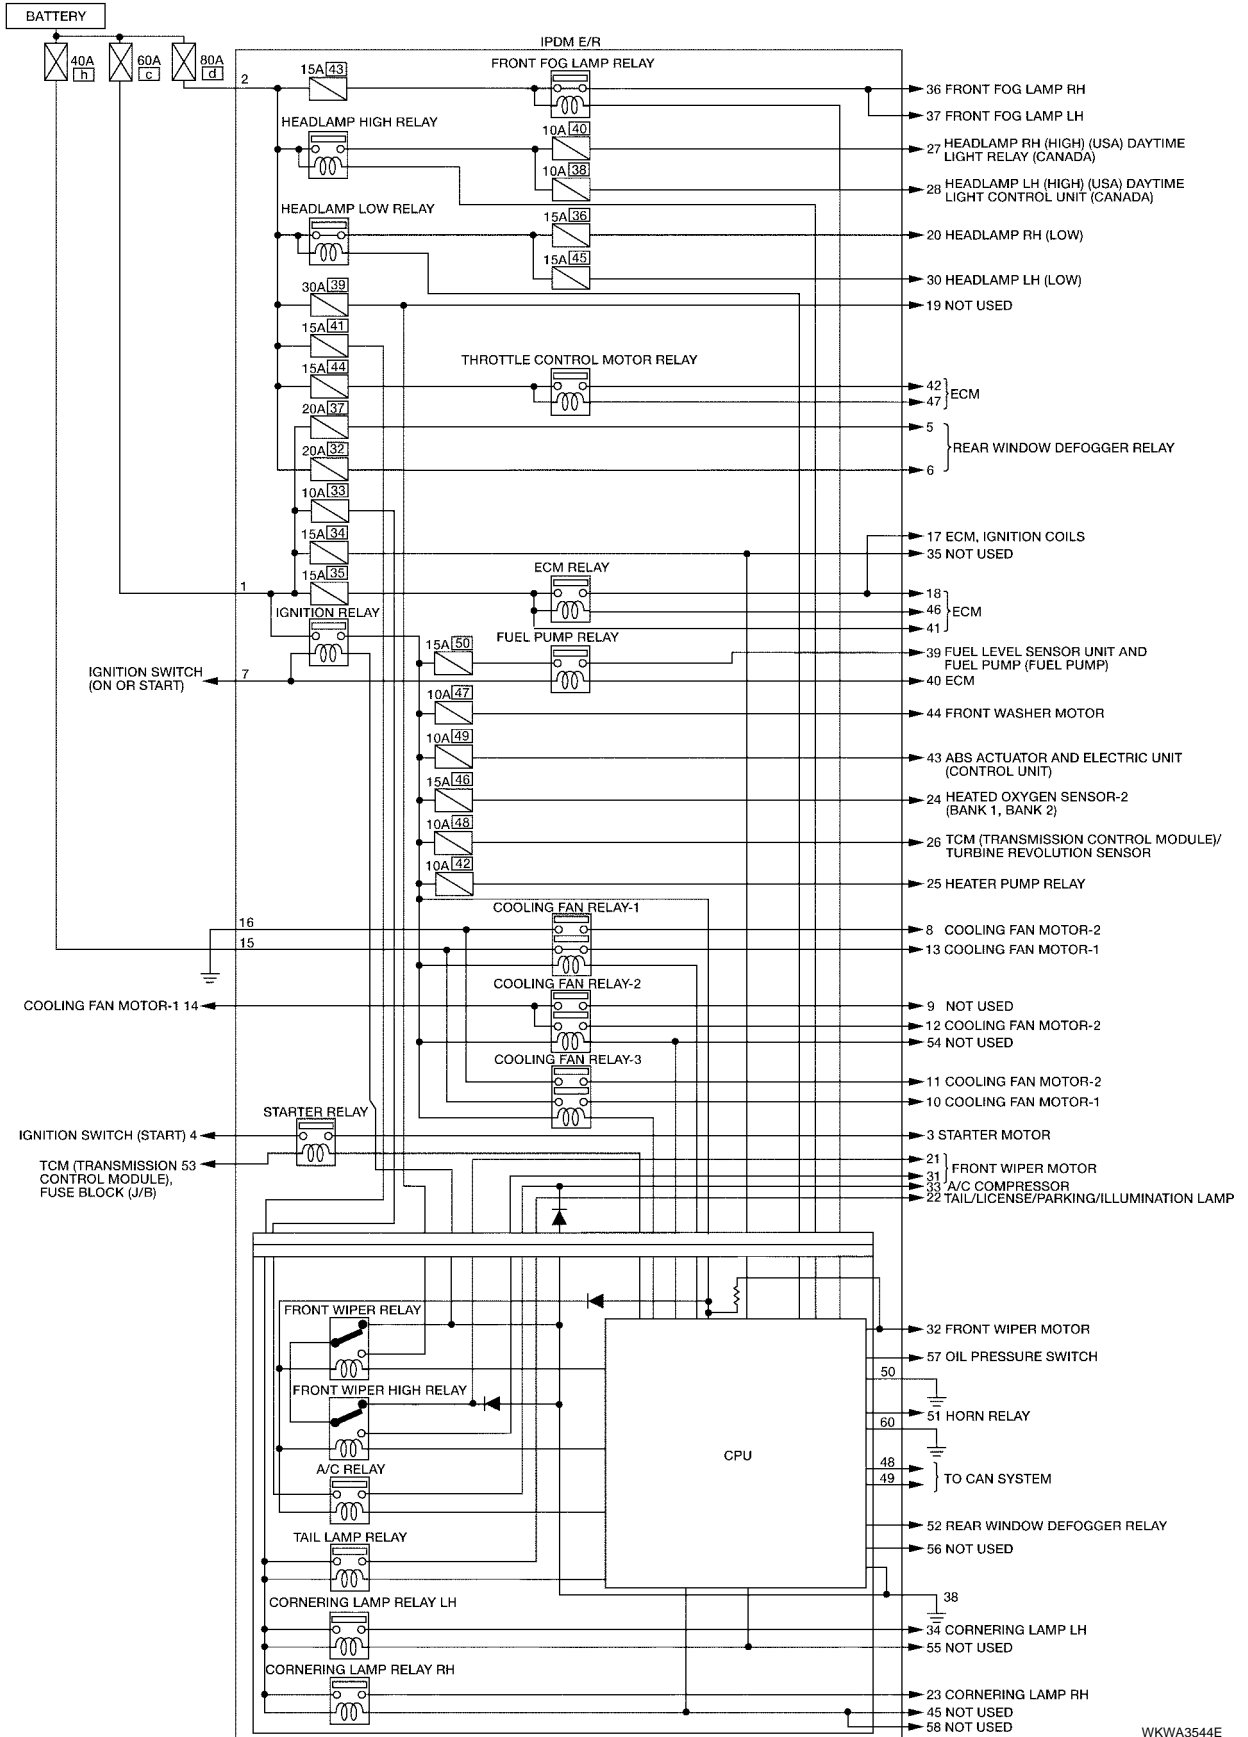 BATTERY
40A h
60A c
80A d
IPDM E/R
2
15A 43
FRONT FOG LAMP RELAY
36 FRONT FOG LAMP RH
37 FRONT FOG LAMP LH
HEADLAMP HIGH RELAY
10A 40
27 HEADLAMP RH (HIGH) (USA) DAYTIME
LIGHT RELAY (CANADA)
10A 38
28 HEADLAMP LH (HIGH) (USA) DAYTIME
LIGHT CONTROL UNIT (CANADA)
HEADLAMP LOW RELAY
15A 36
20 HEADLAMP RH (LOW)
15A 45
30 HEADLAMP LH (LOW)
30A 39
19 NOT USED
15A 41
THROTTLE CONTROL MOTOR RELAY
15A 44
42
47
ECM
20A 37
5
REAR WINDOW DEFOGGER RELAY
20A 32
6
10A 33
15A 34
17 ECM, IGNITION COILS
35 NOT USED
1
15A 35
ECM RELAY
18
46
41
ECM
IGNITION RELAY
15A 50
FUEL PUMP RELAY
39 FUEL LEVEL SENSOR UNIT AND
FUEL PUMP (FUEL PUMP)
IGNITION SWITCH
(ON OR START)
7
40 ECM
10A 47
44 FRONT WASHER MOTOR
10A 49
43 ABS ACTUATOR AND ELECTRIC UNIT
(CONTROL UNIT)
15A 46
24 HEATED OXYGEN SENSOR-2
(BANK 1, BANK 2)
10A 48
26 TCM (TRANSMISSION CONTROL MODULE)/
TURBINE REVOLUTION SENSOR
10A 42
25 HEATER PUMP RELAY
COOLING FAN RELAY-1
16
8 COOLING FAN MOTOR-2
15
13 COOLING FAN MOTOR-1
COOLING FAN RELAY-2
COOLING FAN MOTOR-1 14
9 NOT USED
12 COOLING FAN MOTOR-2
54 NOT USED
COOLING FAN RELAY-3
11 COOLING FAN MOTOR-2
10 COOLING FAN MOTOR-1
STARTER RELAY
IGNITION SWITCH (START) 4
3 STARTER MOTOR
TCM (TRANSMISSION 53
CONTROL MODULE),
FUSE BLOCK (J/B)
21
31
FRONT WIPER MOTOR
33 A/C COMPRESSOR
22 TAIL/LICENSE/PARKING/ILLUMINATION LAMP
FRONT WIPER RELAY
32 FRONT WIPER MOTOR
57 OIL PRESSURE SWITCH
50
FRONT WIPER HIGH RELAY
51 HORN RELAY
60
CPU
A/C RELAY
48
49
TO CAN SYSTEM
52 REAR WINDOW DEFOGGER RELAY
TAIL LAMP RELAY
56 NOT USED
38
CORNERING LAMP RELAY LH
34 CORNERING LAMP LH
55 NOT USED
CORNERING LAMP RELAY RH
23 CORNERING LAMP RH
45 NOT USED
58 NOT USED
WKWA3544E